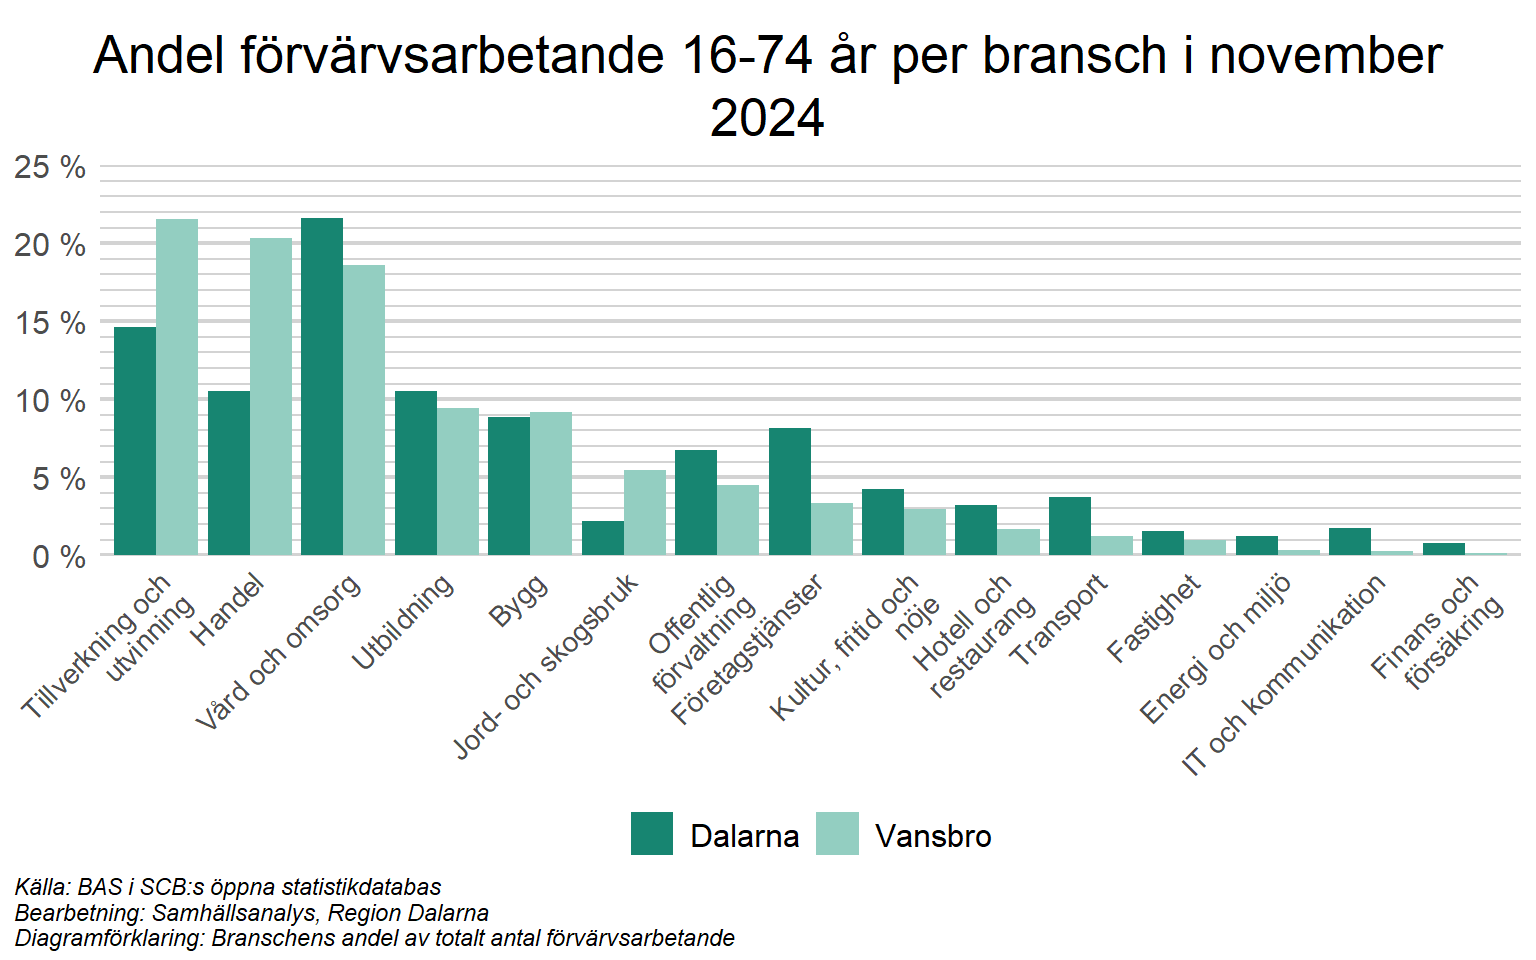 Andel förvärvsarbetande 16-74 år per bransch i november
2024
25 %
20 %
15 %
10 %
5 %
0 %
Tillverkning och
utvinning
Handel
Vård och omsorg
Utbildning
Bygg
Jord- och skogsbruk
Offentlig
förvaltning
Företagstjänster
Kultur, fritid och
nöje
Hotell och
restaurang
Transport
Fastighet
Energi och miljö
IT och kommunikation
Finans och
försäkring
Dalarna
Vansbro
Källa: BAS i SCB:s öppna statistikdatabas
Bearbetning: Samhällsanalys, Region Dalarna
Diagramförklaring: Branschens andel av totalt antal förvärvsarbetande